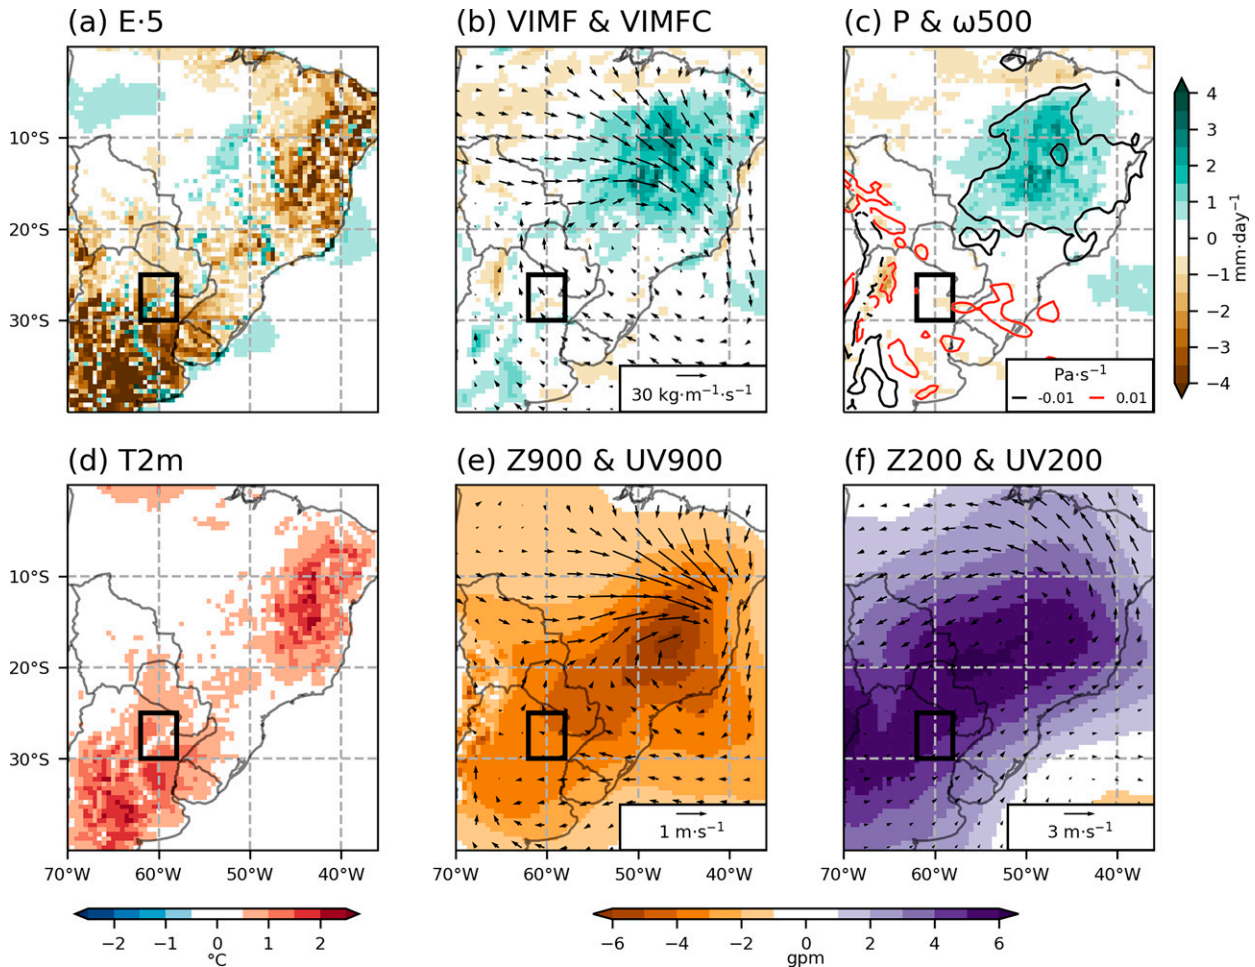 (a) E·5
(b) VIMF & VIMFC
(c) P & ω500
10°S
20°S
30°S
30 kg·m⁻¹·s⁻¹
Pa·s⁻¹
-0.01 0.01
4
3
2
1
0
−1
−2
−3
−4
mm·day⁻¹
(d) T2m
(e) Z900 & UV900
(f) Z200 & UV200
10°S
20°S
30°S
1 m·s⁻¹
3 m·s⁻¹
70°W 60°W 50°W 40°W
70°W 60°W 50°W 40°W
70°W 60°W 50°W 40°W
−2 −1 0 1 2
°C
−6 −4 −2 0 2 4 6
gpm